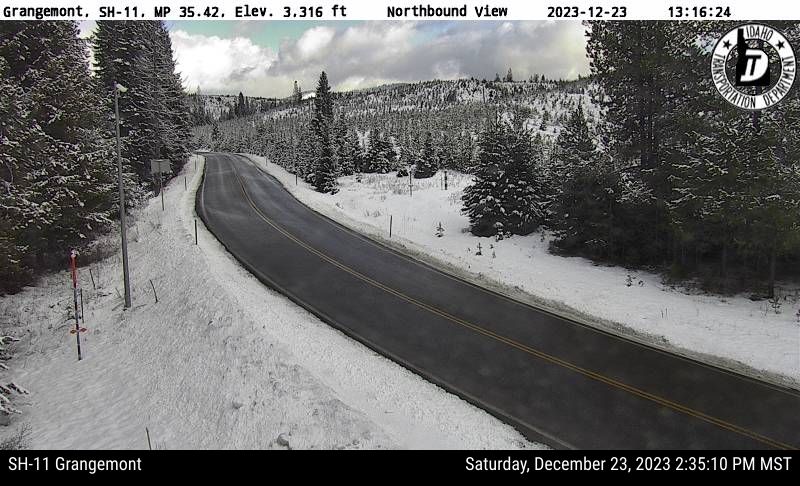 Grangemont, SH-11, MP 35.42, Elev. 3,316 ft Northbound View 2023-12-23 13:16:24
IDAHO
TRANSPORTATION DEPARTMENT
SH-11 Grangemont Saturday, December 23, 2023 2:35:10 PM MST